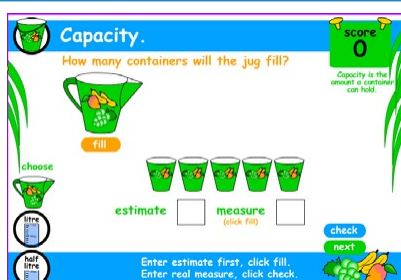 Capacity.
score
0
How many containers will the jug fill?
Capacity is the
amount a container
can hold.
fill
choose
litre
half
litre
estimate
measure
(click fill)
check
next
Enter estimate first, click fill.
Enter real measure, click check.